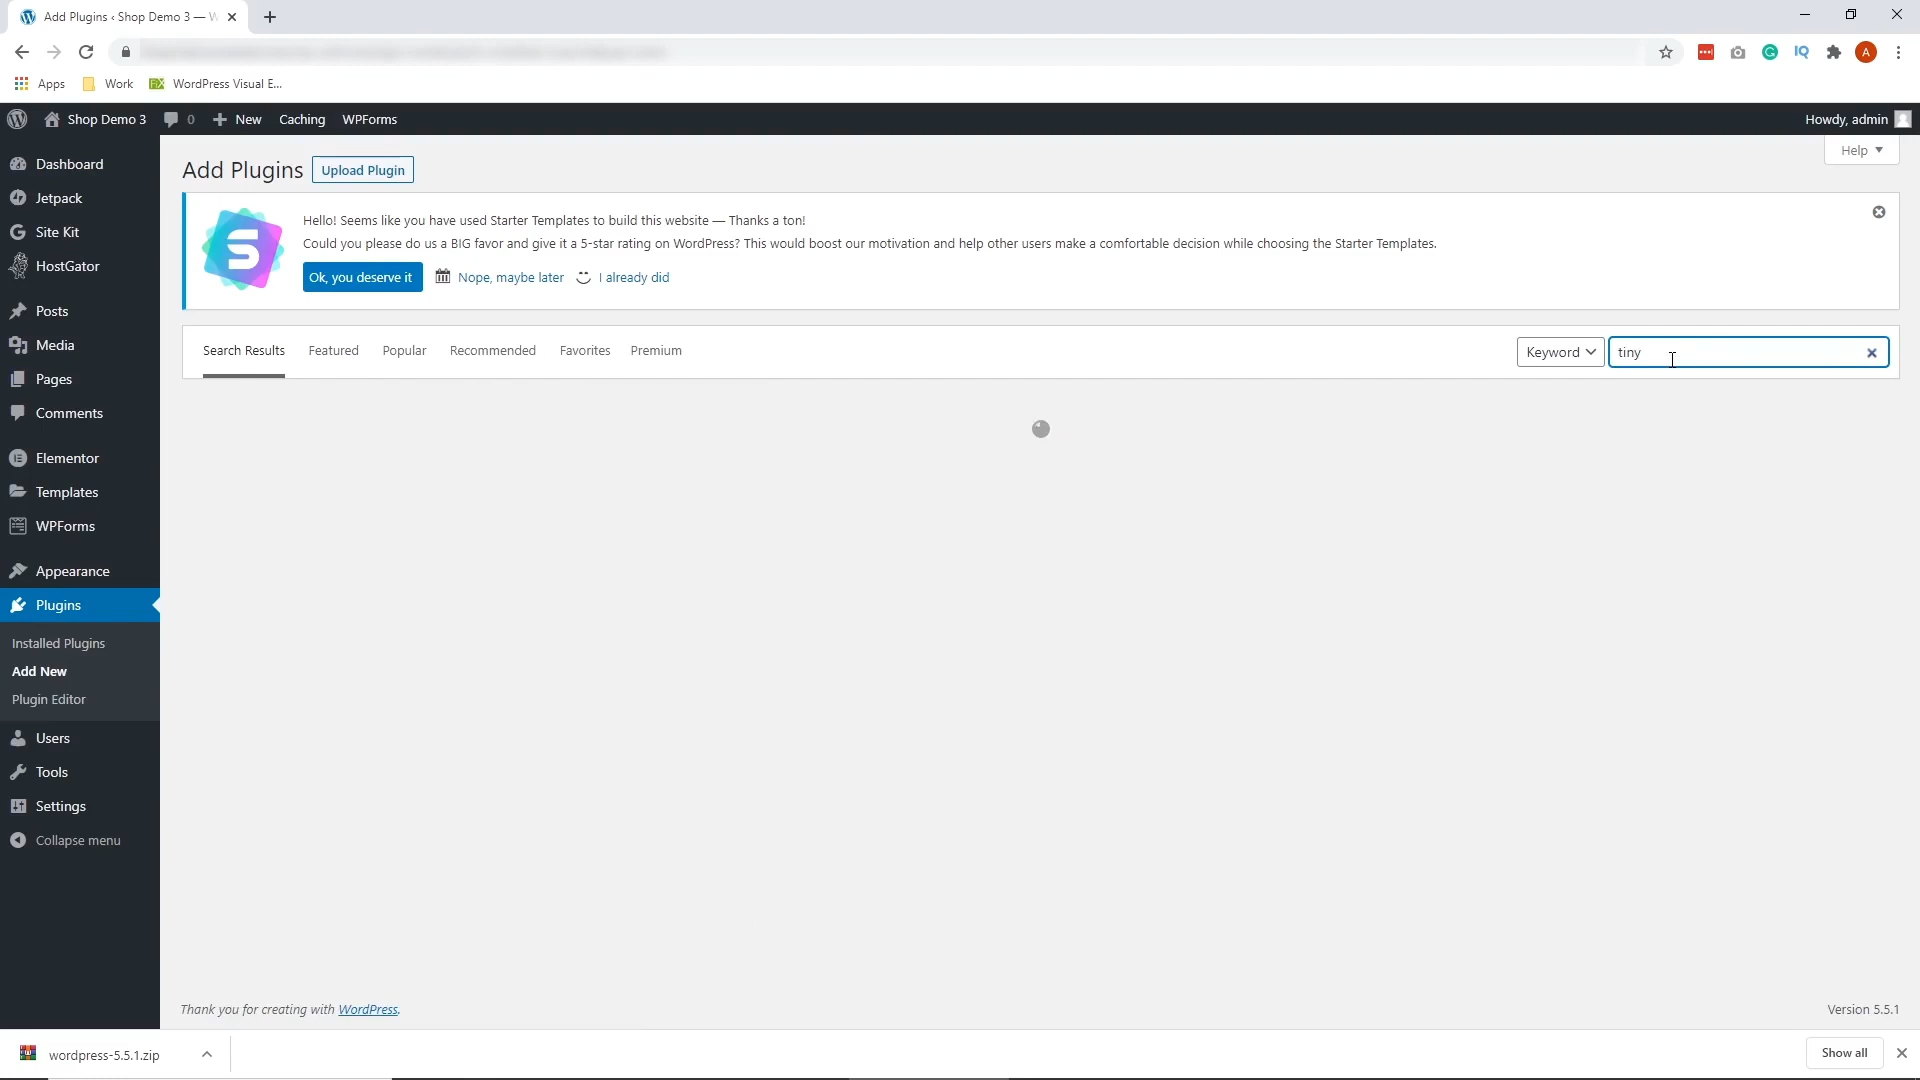 Add Plugins ‹ Shop Demo 3 — W
Apps
Work
WordPress Visual E...
Shop Demo 3
0
New
Caching
WPForms
Howdy, admin
Help
Dashboard
Jetpack
Site Kit
HostGator
Posts
Media
Pages
Comments
Elementor
Templates
WPForms
Appearance
Plugins
Installed Plugins
Add New
Plugin Editor
Users
Tools
Settings
Collapse menu
Add Plugins
Upload Plugin
Hello! Seems like you have used Starter Templates to build this website — Thanks a ton!
Could you please do us a BIG favor and give it a 5-star rating on WordPress? This would boost our motivation and help other users make a comfortable decision while choosing the Starter Templates.
Ok, you deserve it
Nope, maybe later
I already did
Search Results
Featured
Popular
Recommended
Favorites
Premium
Keyword
tiny
Thank you for creating with WordPress.
Version 5.5.1
wordpress-5.5.1.zip
Show all